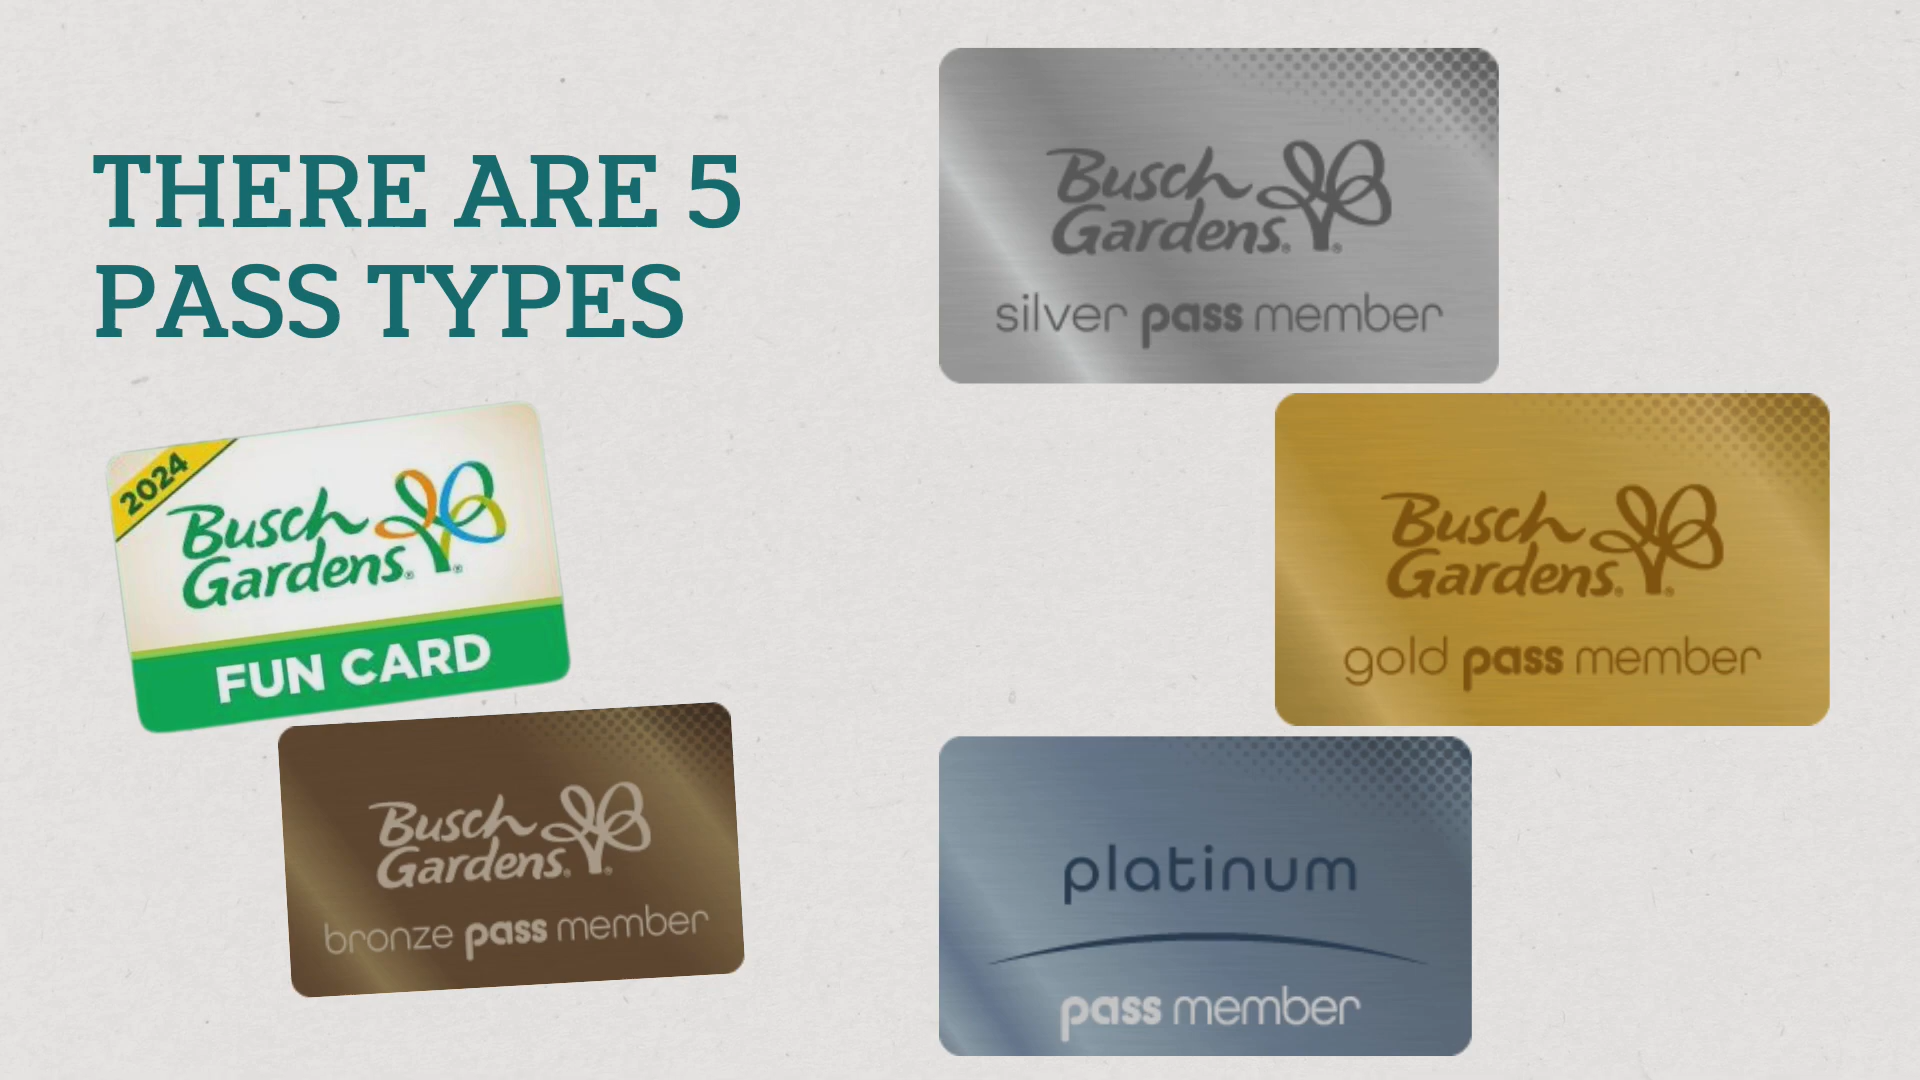 THERE ARE 5
PASS TYPES
2024
Busch
Gardens®
FUN CARD
Busch
Gardens®
bronze pass member
Busch
Gardens®
silver pass member
Busch
Gardens®
gold pass member
platinum
pass member